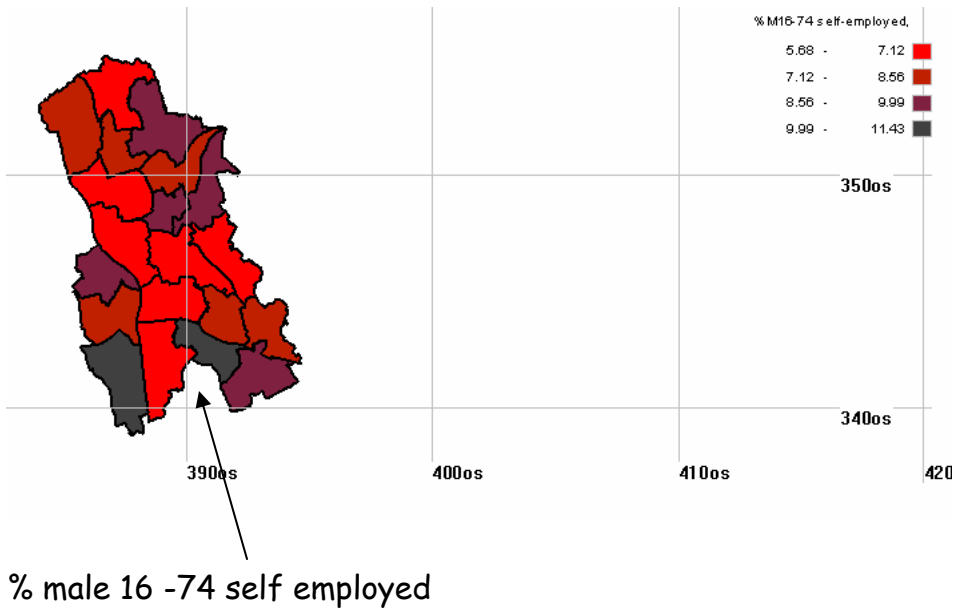 % M16-74 self-employed,
5.68 - 7.12
7.12 - 8.56
8.56 - 9.99
9.99 - 11.43
350os
340os
390os 400os 410os 420
% male 16 -74 self employed